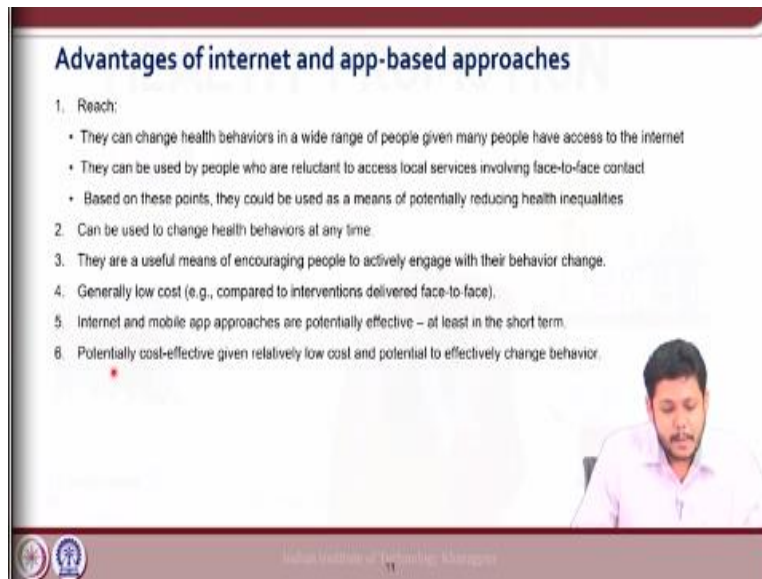 Advantages of internet and app-based approaches
1. Reach:
• They can change health behaviors in a wide range of people given many people have access to the internet
• They can be used by people who are reluctant to access local services involving face-to-face contact
• Based on these points, they could be used as a means of potentially reducing health inequalities
2. Can be used to change health behaviors at any time.
3. They are a useful means of encouraging people to actively engage with their behavior change.
4. Generally low cost (e.g., compared to interventions delivered face-to-face).
5. Internet and mobile app approaches are potentially effective – at least in the short term.
6. Potentially cost-effective given relatively low cost and potential to effectively change behavior.
Indian Institute of Technology Kharagpur
11